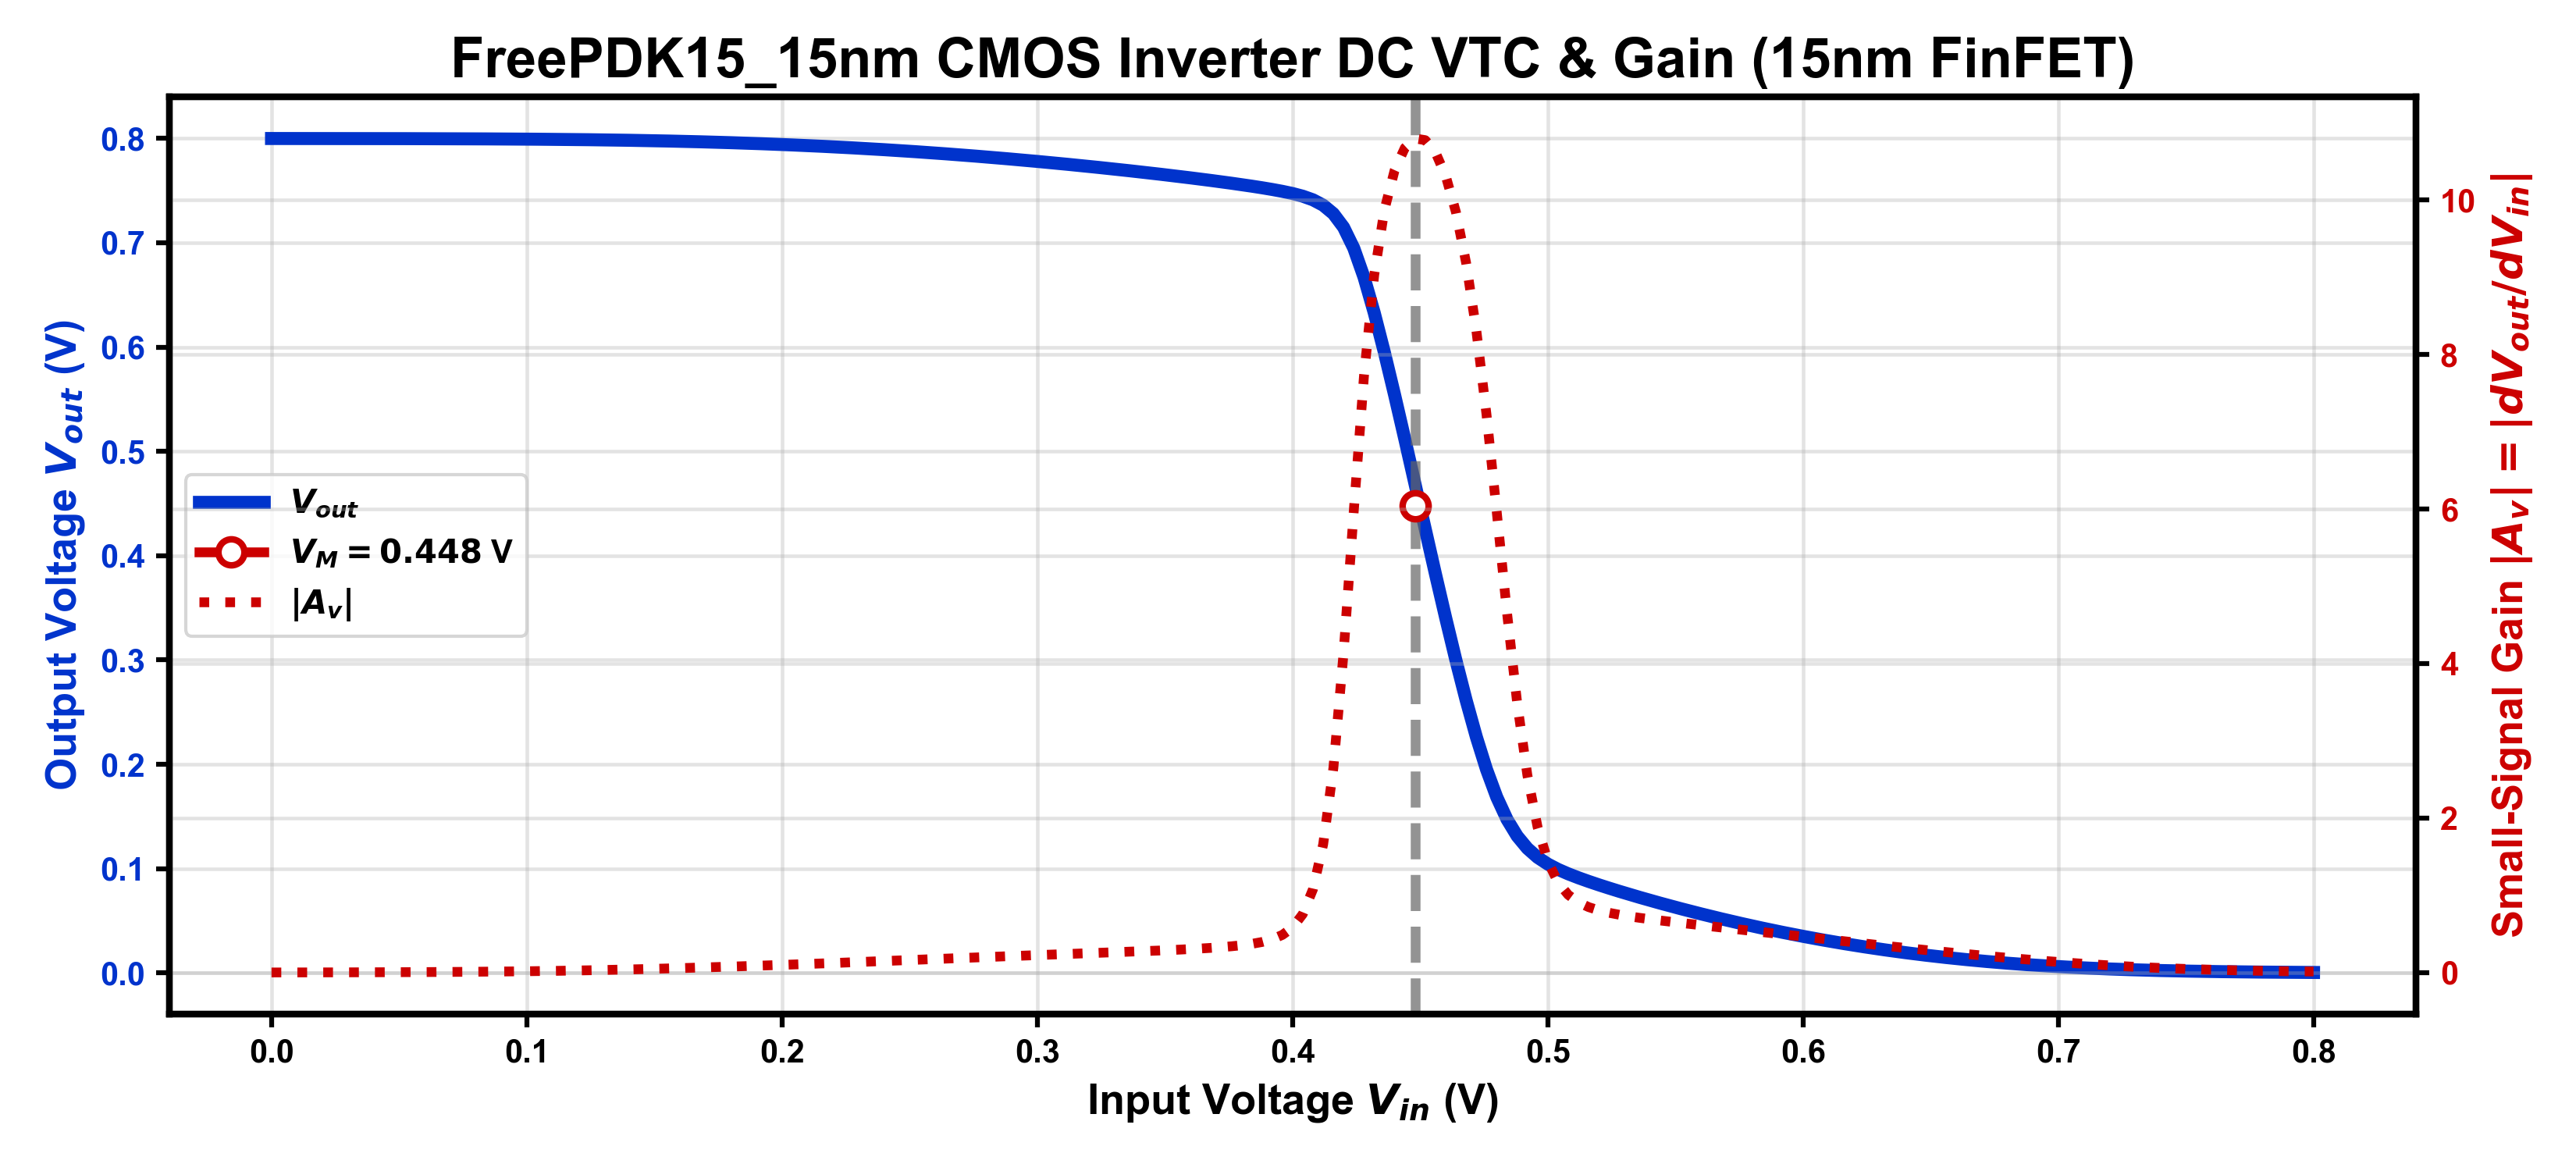 FreePDK15_15nm CMOS Inverter DC VTC & Gain (15nm FinFET)
Output Voltage V_out (V)
0.8
0.7
0.6
0.5
0.4
0.3
0.2
0.1
0.0
V_out
V_M = 0.448 V
|A_v|
10
8
6
4
2
0
Small-Signal Gain |A_v| = |dV_out/dV_in|
0.0 0.1 0.2 0.3 0.4 0.5 0.6 0.7 0.8
Input Voltage V_in (V)